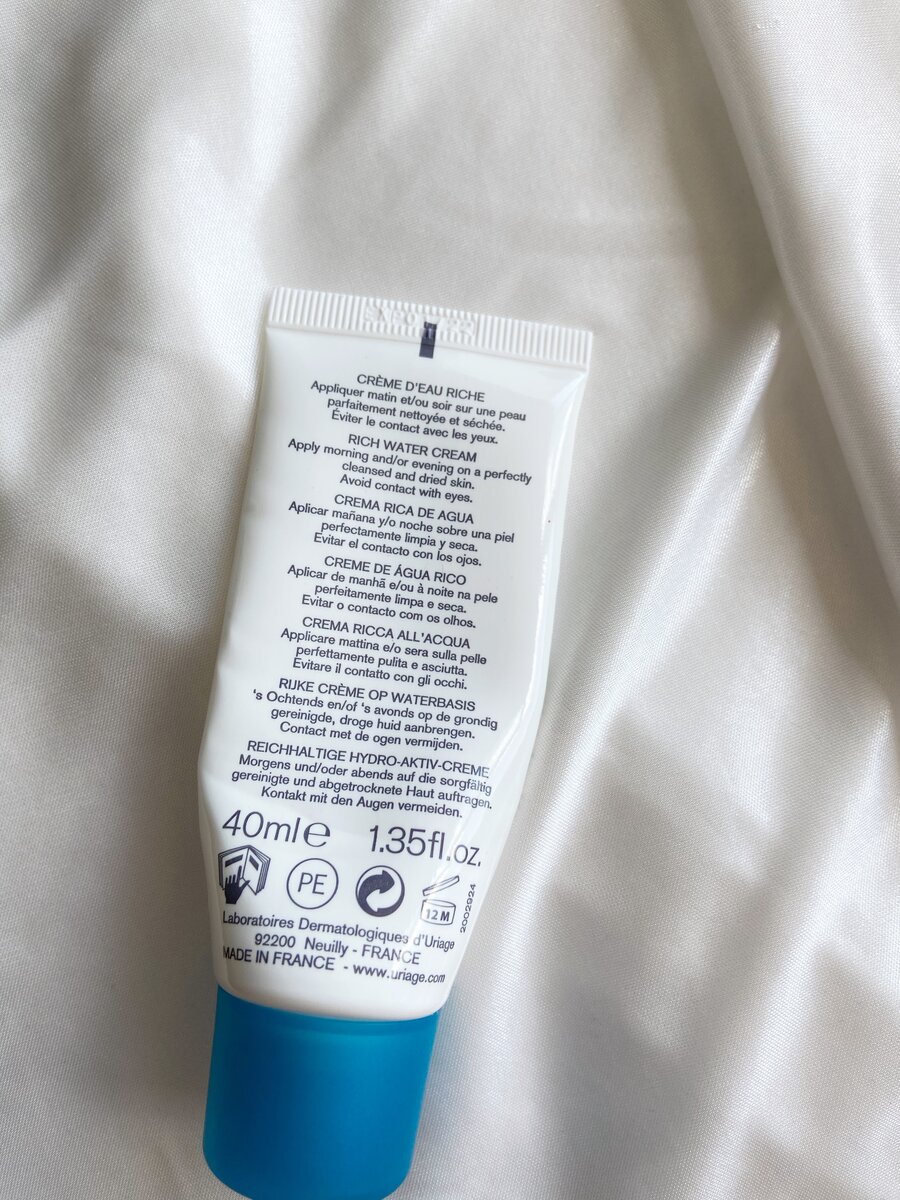 CRÈME D'EAU RICHE
Appliquer matin et/ou soir sur une peau
parfaitement nettoyée et séchée.
Éviter le contact avec les yeux.
RICH WATER CREAM
Apply morning and/or evening on a perfectly
cleansed and dried skin.
Avoid contact with eyes.
CREMA RICA DE AGUA
Aplicar mañana y/o noche sobre una piel
perfectamente limpia y seca.
Evitar el contacto con los ojos.
CREME DE ÁGUA RICO
Aplicar de manhã e/ou à noite na pele
perfeitamente limpa e seca.
Evitar o contacto com os olhos.
CREMA RICCA ALL'ACQUA
Applicare mattina e/o sera sulla pelle
perfettamente pulita e asciutta.
Evitare il contatto con gli occhi.
RIJKE CRÈME OP WATERBASIS
‘s Ochtends en/of ‘s avonds op de grondig
gereinigde, droge huid aanbrengen.
Contact met de ogen vermijden.
REICHHALTIGE HYDRO-AKTIV-CREME
Morgens und/oder abends auf die sorgfältig
gereinigte und abgetrocknete Haut auftragen.
Kontakt mit den Augen vermeiden.
40ml℮ 1.35fl.oz.
PE 12 M 2002924
Laboratoires Dermatologiques d'Uriage
92200 Neuilly - FRANCE
MADE IN FRANCE - www.uriage.com